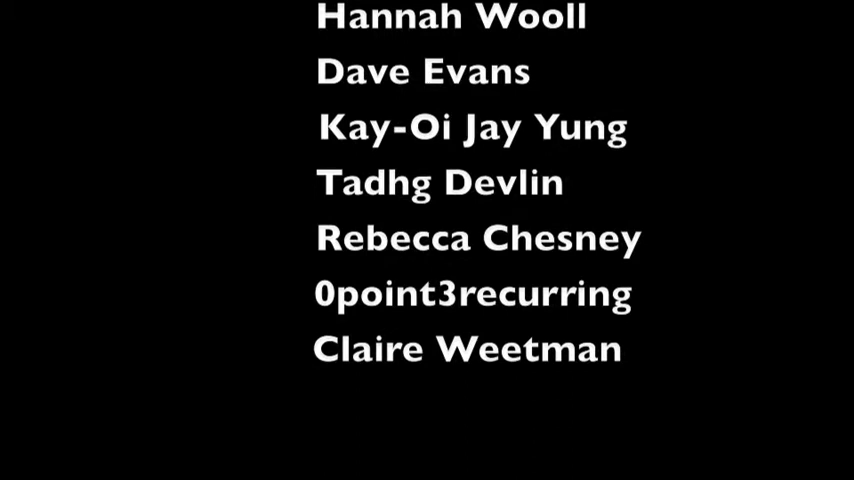 Hannah Wooll
Dave Evans
Kay-Oi Jay Yung
Tadhg Devlin
Rebecca Chesney
0point3recurring
Claire Weetman